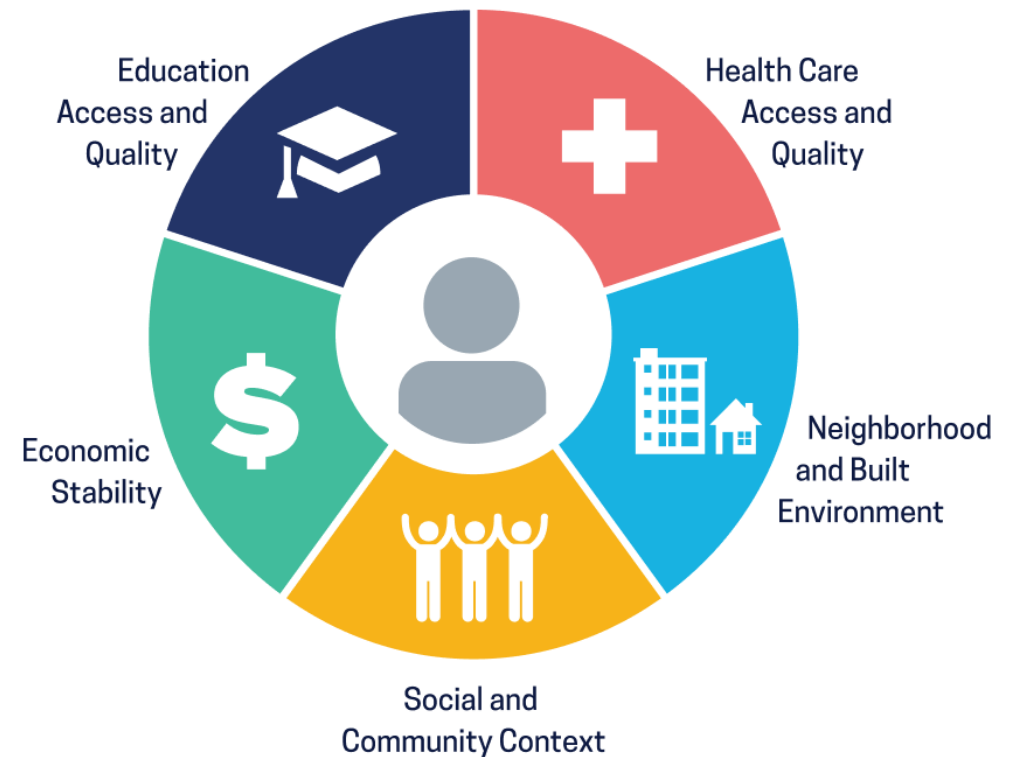 Education
Access and
Quality
Health Care
Access and
Quality
Economic
Stability
Neighborhood
and Built
Environment
Social and
Community Context